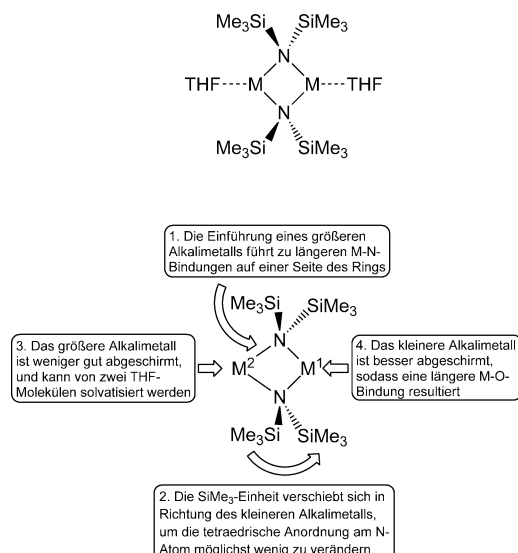 Me3Si SiMe3
N
THF M M THF
N
Me3Si SiMe3
1. Die Einführung eines größeren
Alkalimetalls führt zu längeren M-N-
Bindungen auf einer Seite des Rings
Me3Si SiMe3
N
3. Das größere Alkalimetall
ist weniger gut abgeschirmt,
und kann von zwei THF-
Molekülen solvatisiert werden
M2 M1
4. Das kleinere Alkalimetall
ist besser abgeschirmt,
sodass eine längere M-O-
Bindung resultiert
N
Me3Si SiMe3
2. Die SiMe3-Einheit verschiebt sich in
Richtung des kleineren Alkalimetalls,
um die tetraedrische Anordnung am N-
Atom möglichst wenig zu verändern